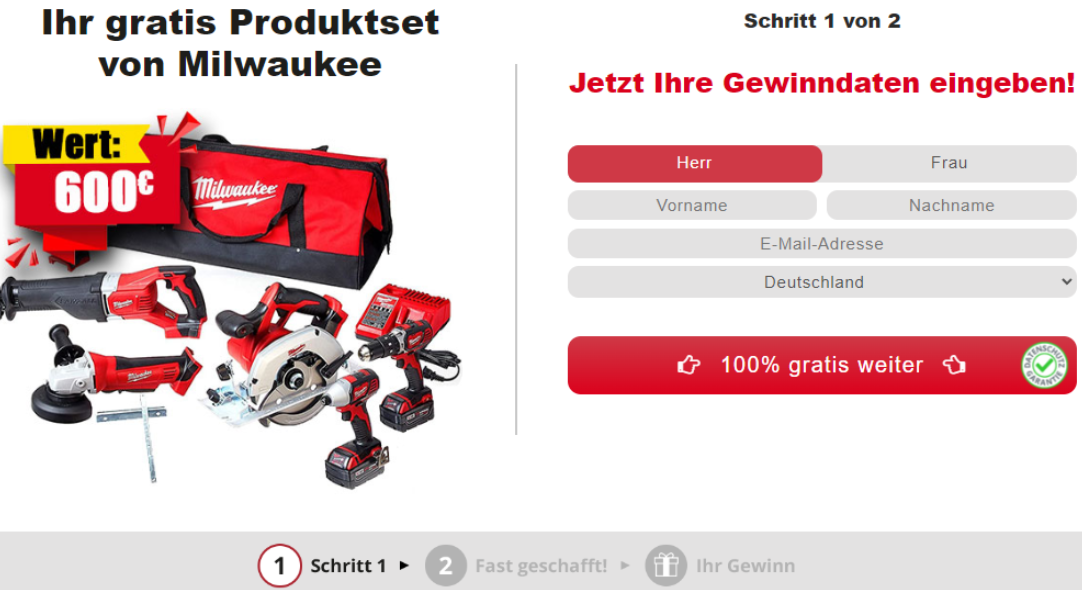 Ihr gratis Produktset
von Milwaukee
Wert:
600€
Milwaukee
Schritt 1 von 2
Jetzt Ihre Gewinndaten eingeben!
Herr
Frau
Vorname
Nachname
E-Mail-Adresse
Deutschland
100% gratis weiter
DATENSCHUTZ
GARANTIE
1 Schritt 1 ► 2 Fast geschafft! ► Ihr Gewinn